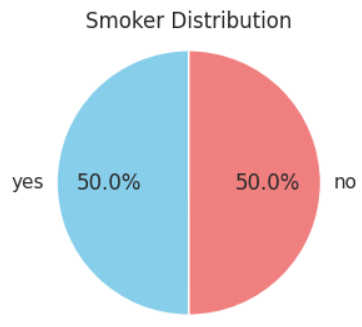 Smoker Distribution
yes 50.0% 50.0% no